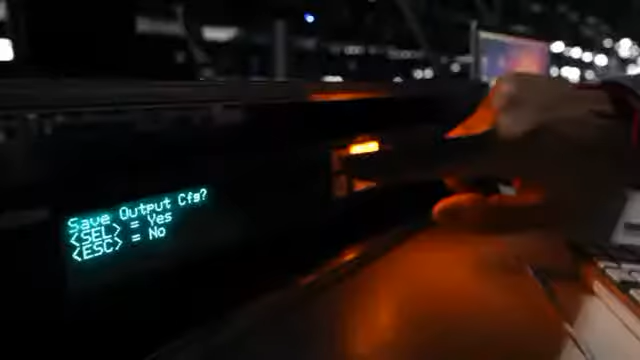 Save Output Cfg?
<SEL> = Yes
<ESC> = No